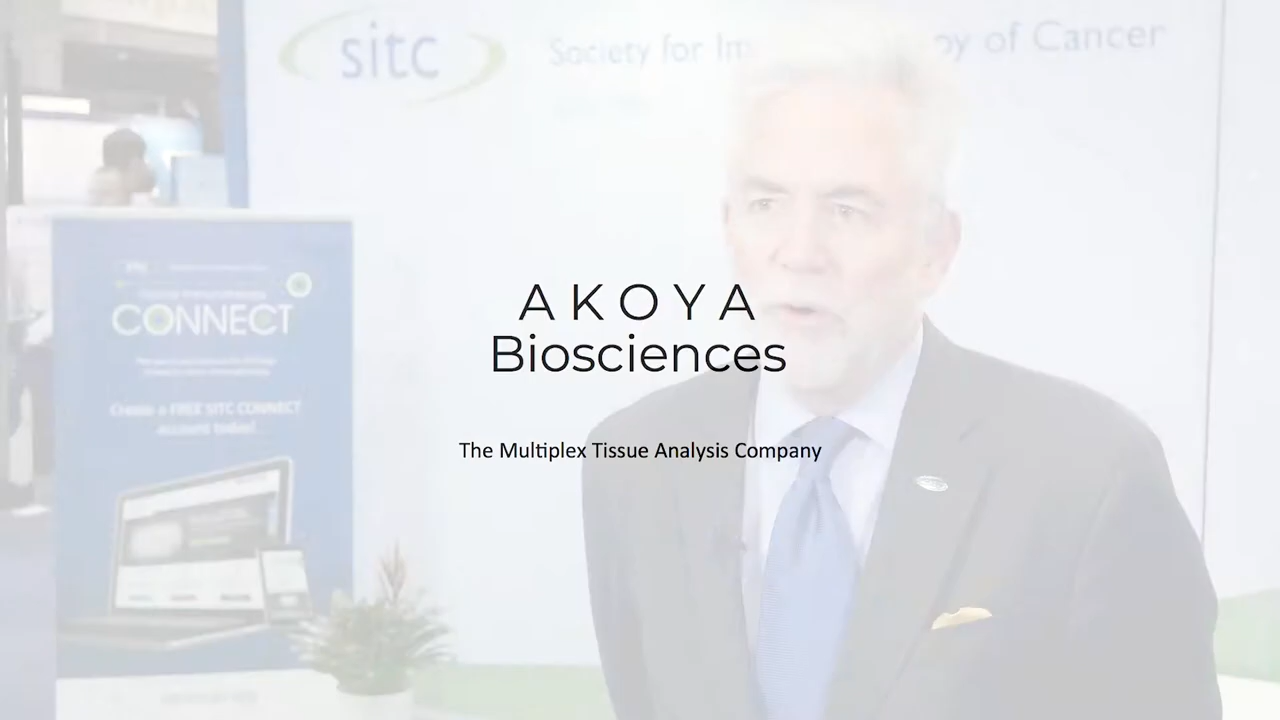 sitc
Society for Im
py of Cancer
CONNECT
Create a FREE SITC CONNECT
account today!
AKOYA
Biosciences
The Multiplex Tissue Analysis Company